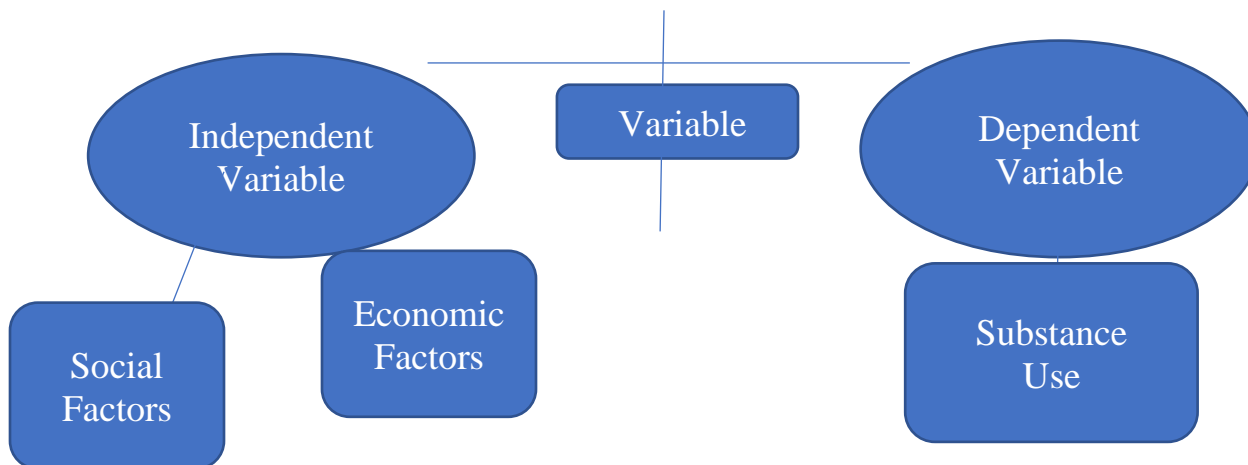 Independent
Variable
Variable
Dependent
Variable
Social
Factors
Economic
Factors
Substance
Use